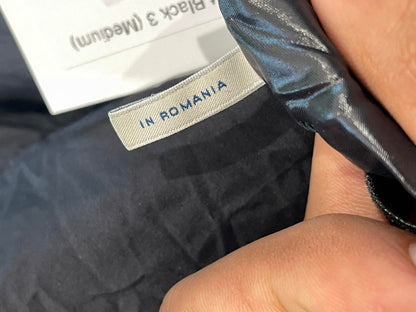 Black 3 (Medium)
IN ROMANIA